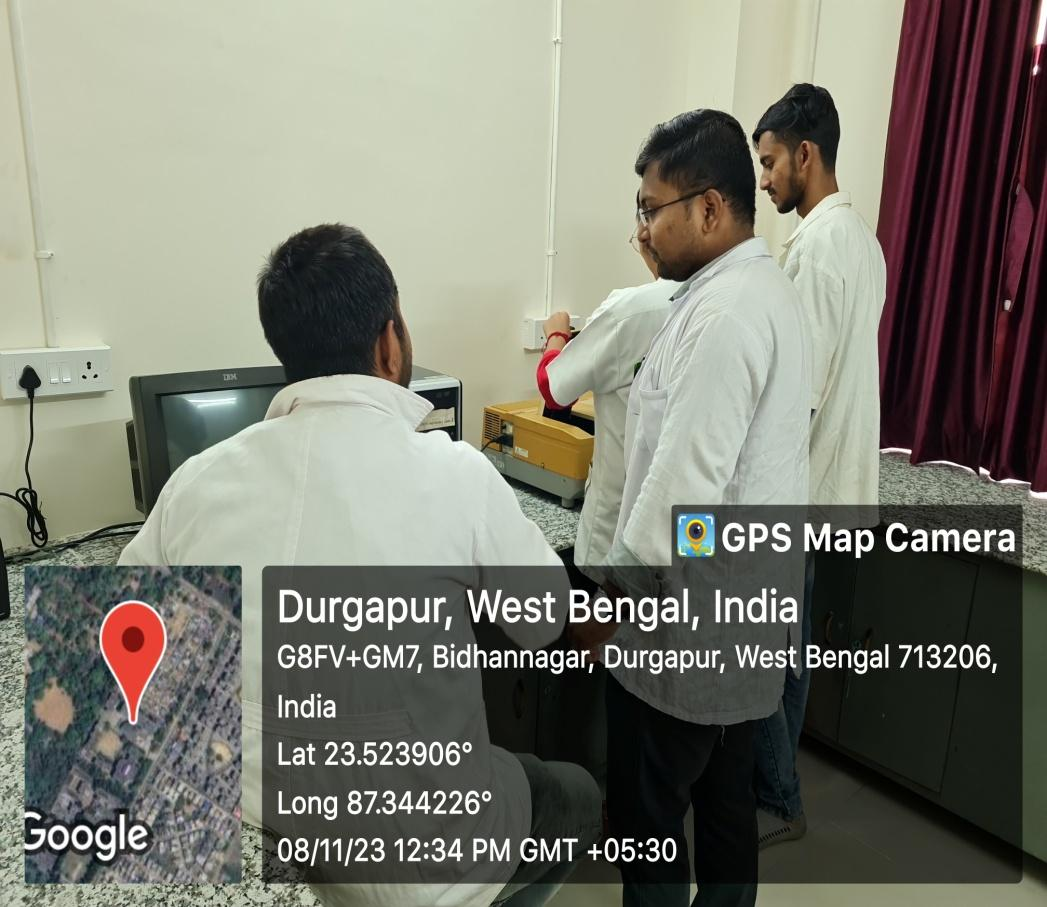 IBM
GPS Map Camera
Durgapur, West Bengal, India
G8FV+GM7, Bidhannagar, Durgapur, West Bengal 713206,
India
Lat 23.523906°
Long 87.344226°
08/11/23 12:34 PM GMT +05:30
Google